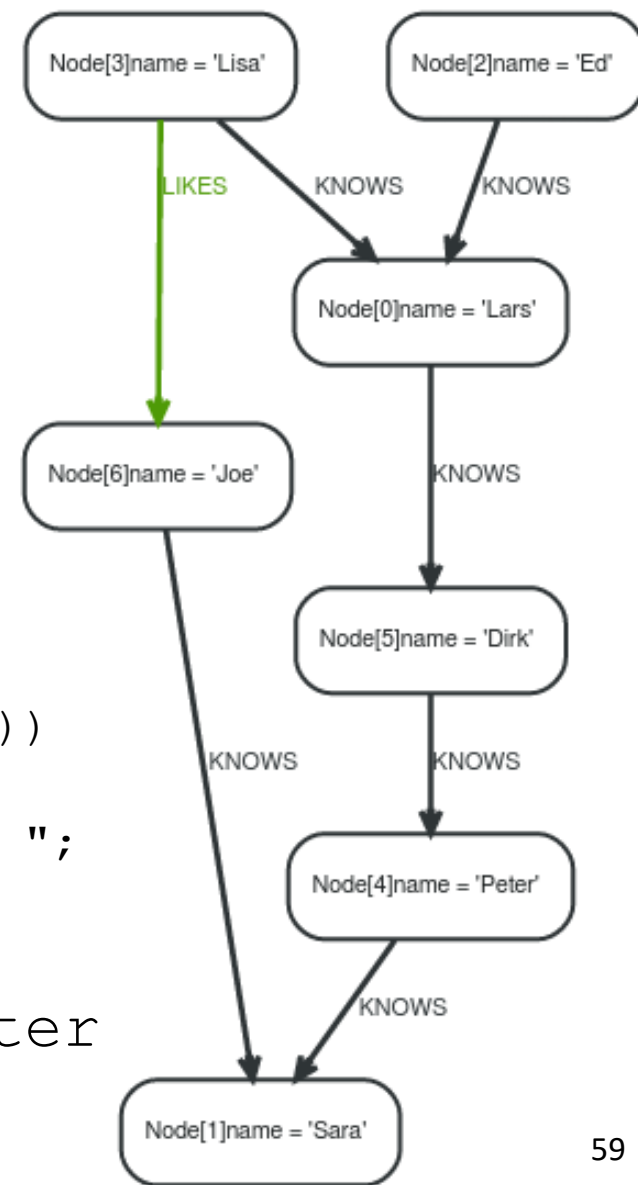 Node[3]name = 'Lisa'
Node[2]name = 'Ed'
LIKES
KNOWS
KNOWS
Node[0]name = 'Lars'
Node[6]name = 'Joe'
KNOWS
Node[5]name = 'Dirk'
))
KNOWS
KNOWS
";
Node[4]name = 'Peter'
KNOWS
Node[1]name = 'Sara'
59